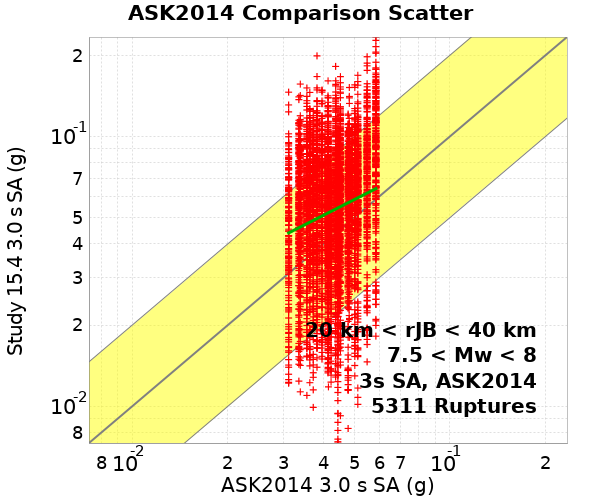 ASK2014 Comparison Scatter
Study 15.4 3.0 s SA (g)
2
10-1
7
5
4
3
2
10-2
8
20 km < rJB < 40 km
7.5 < Mw < 8
3s SA, ASK2014
5311 Ruptures
8 10-2 2 3 4 5 6 7 10-1 2
ASK2014 3.0 s SA (g)